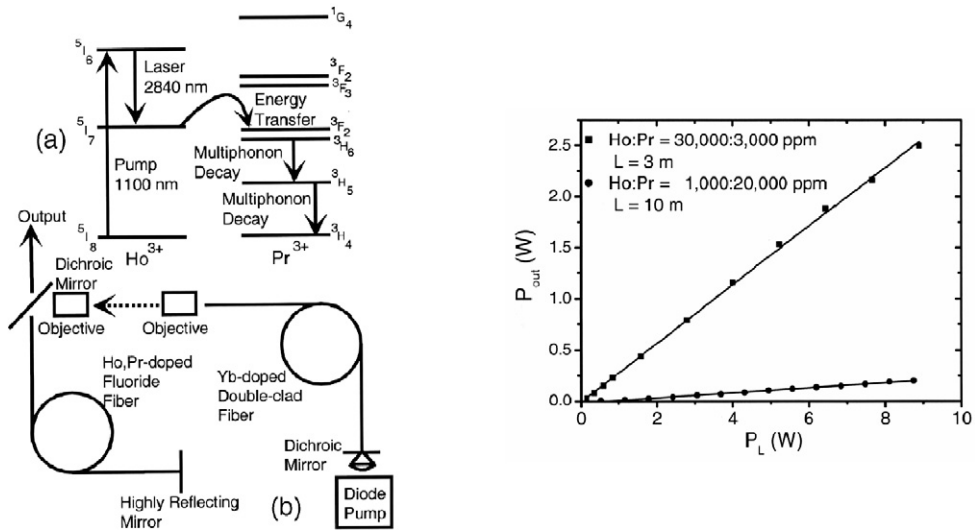 1G4
5I6
Laser
2840 nm
3F2
3F3
Energy
Transfer
(a)
5I7
3F2
3H6
Pump
1100 nm
Multiphonon
Decay
3H5
Multiphonon
Decay
Output
5I8
Ho3+
Pr3+
3H4
Dichroic
Mirror
Objective
Objective
Ho,Pr-doped
Fluoride
Fiber
Yb-doped
Double-clad
Fiber
Dichroic
Mirror
Highly Reflecting
Mirror
(b)
Diode
Pump
Ho:Pr = 30,000:3,000 ppm
L = 3 m
Ho:Pr = 1,000:20,000 ppm
L = 10 m
2.5
2.0
1.5
1.0
0.5
0.0
Pout (W)
0 2 4 6 8 10
PL (W)